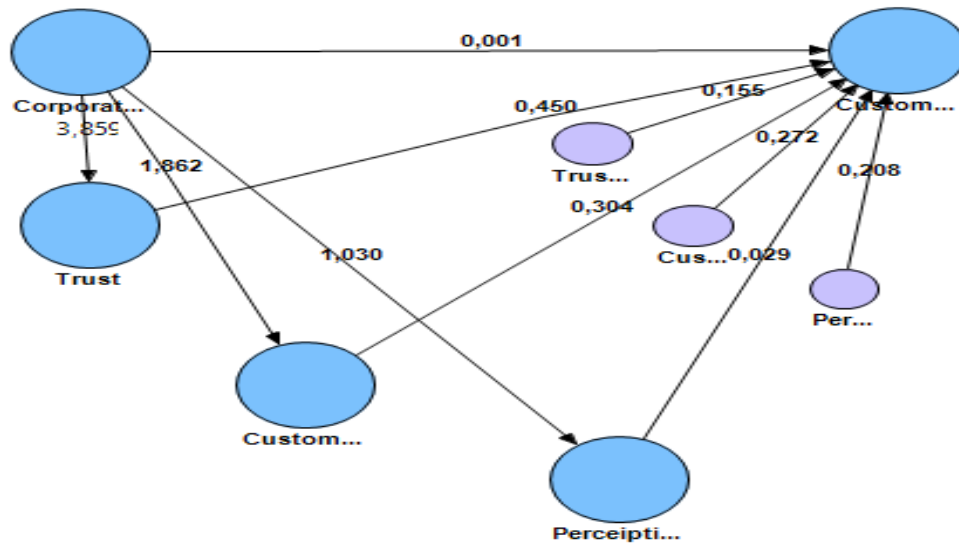 0,001
Corporat...
Custom...
3,859
0,155
0,450
0,272
1,862
Trus...
0,208
0,304
Trust
1,030
Cus...
0,029
Per...
Custom...
Perceipti...